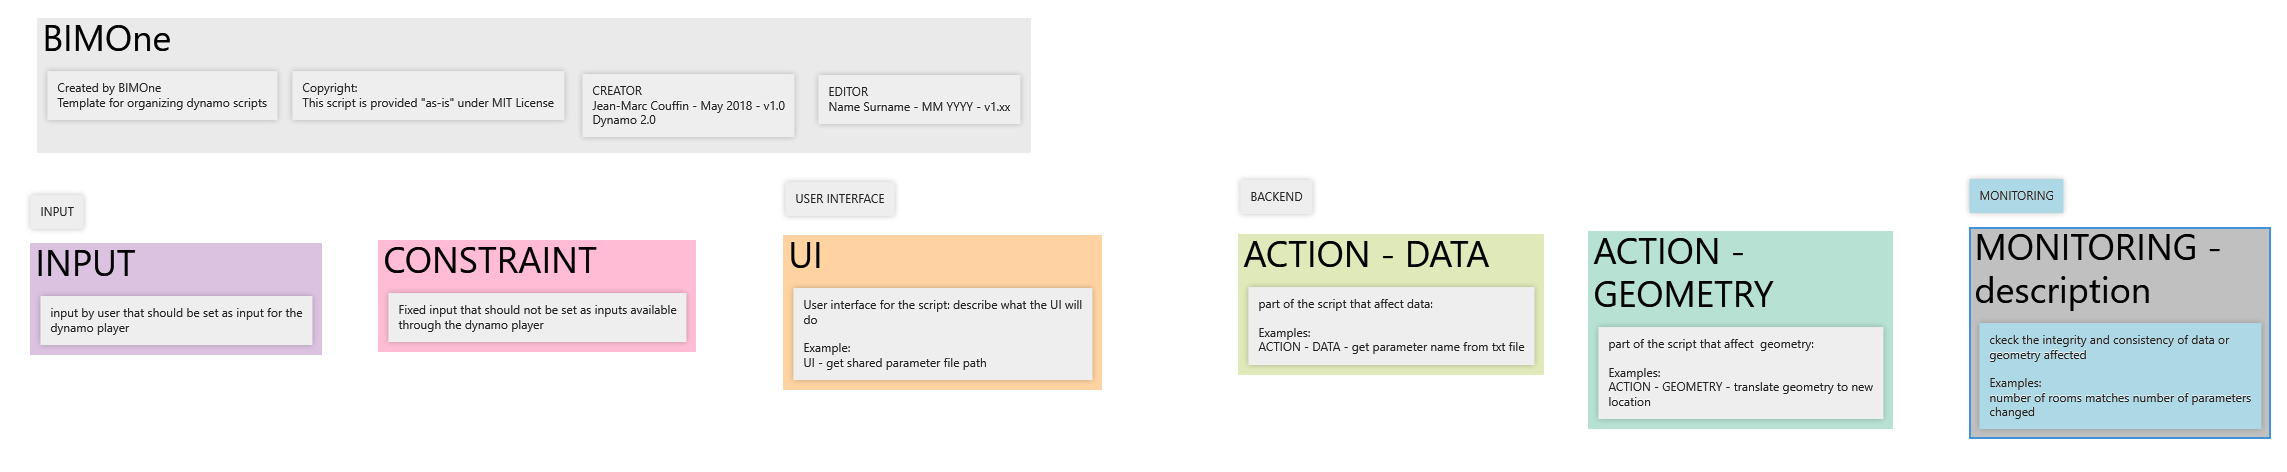 BIMOne
Created by BIMOne
Template for organizing dynamo scripts
Copyright:
This script is provided "as-is" under MIT License
CREATOR
Jean-Marc Couffin - May 2018 - v1.0
Dynamo 2.0
EDITOR
Name Surname - MM YYYY - v1.xx
INPUT
INPUT
input by user that should be set as input for the
dynamo player
CONSTRAINT
Fixed input that should not be set as inputs available
through the dynamo player
USER INTERFACE
UI
User interface for the script: describe what the UI will
do
Example:
UI - get shared parameter file path
BACKEND
ACTION - DATA
part of the script that affect data:
Examples:
ACTION - DATA - get parameter name from txt file
ACTION -
GEOMETRY
part of the script that affect  geometry:
Examples:
ACTION - GEOMETRY - translate geometry to new
location
MONITORING
MONITORING -
description
ckeck the integrity and consistency of data or
geometry affected
Examples:
number of rooms matches number of parameters
changed